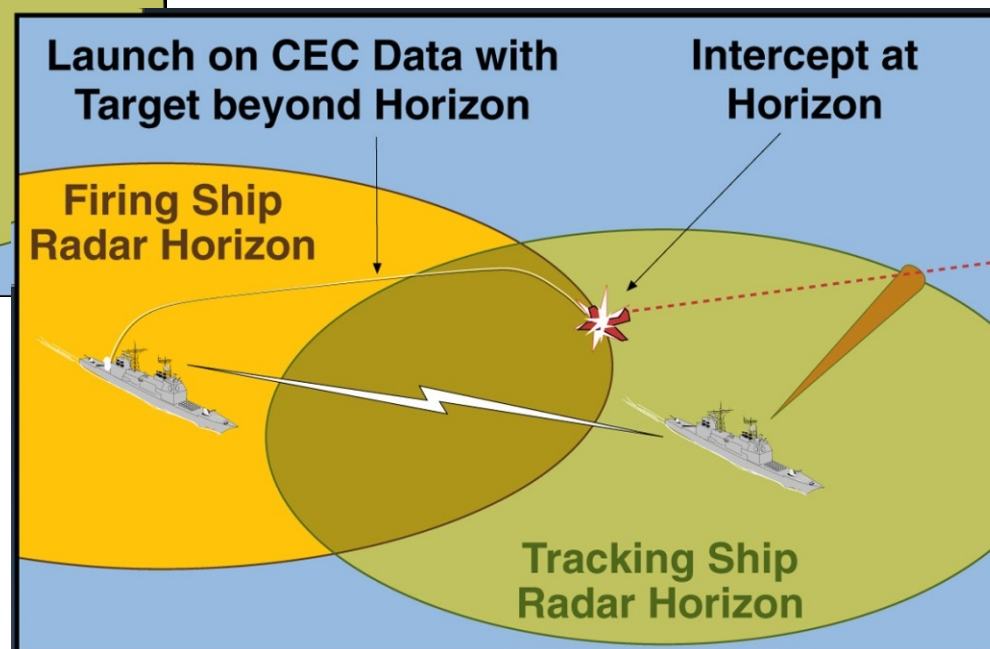 Launch on CEC Data with
Target beyond Horizon
Intercept at
Horizon
Firing Ship
Radar Horizon
Tracking Ship
Radar Horizon